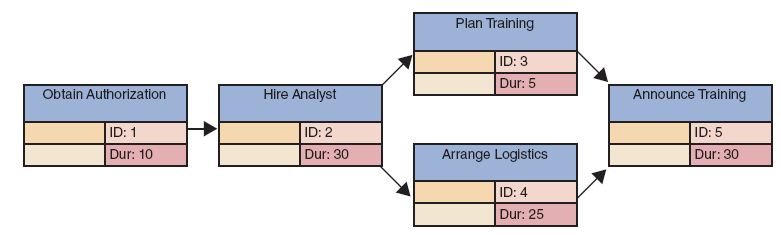 Obtain Authorization
ID: 1
Dur: 10
Hire Analyst
ID: 2
Dur: 30
Plan Training
ID: 3
Dur: 5
Arrange Logistics
ID: 4
Dur: 25
Announce Training
ID: 5
Dur: 30